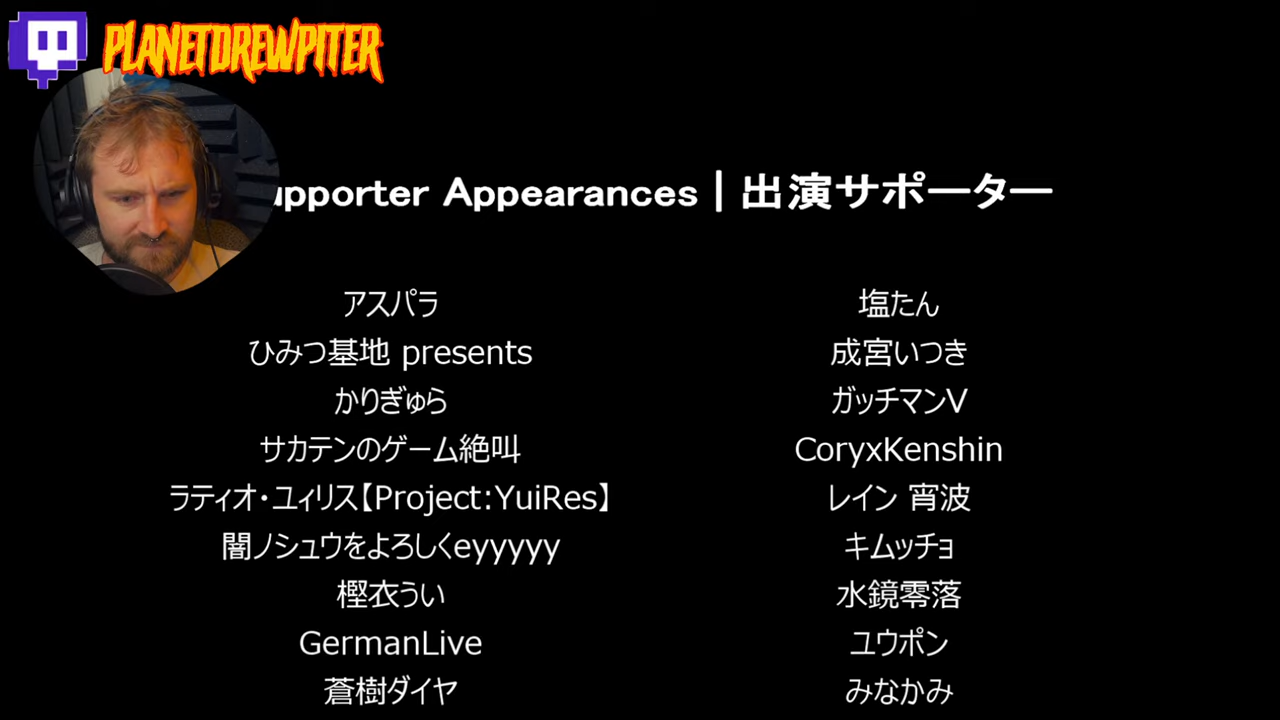 PLANETDREWPITER
upporter Appearances | 出演サポーター
アスパラ 塩たん
ひみつ基地 presents 成宮いつき
かりぎゅら ガッチマンV
サカテンのゲーム絶叫 CoryxKenshin
ラティオ・ユィリス【Project:YuiRes】 レイン 宵波
闇ノシュウをよろしくeyyyyy キムッチョ
樫衣うい 水鏡零落
GermanLive ユウポン
蒼樹ダイヤ みなかみ